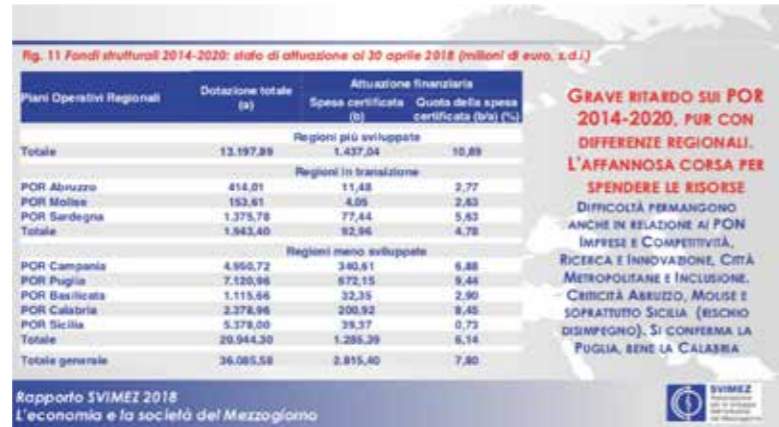 Fig. 11 Fondi strutturali 2014-2020: stato di attuazione al 30 aprile 2018 (milioni di euro, s.d.i.)
Piani Operativi Regionali
Dotazione totale (a)
Attuazione finanziaria
Spesa certificata (b)
Quota della spesa certificata (b/a) (%)
Regioni più sviluppate
Totale 13.197,89 1.437,04 10,89
Regioni in transizione
POR Abruzzo 414,01 11,48 2,77
POR Molise 153,61 4,05 2,63
POR Sardegna 1.375,78 77,44 5,63
Totale 1.943,40 92,96 4,78
Regioni meno sviluppate
POR Campania 4.950,72 340,61 6,88
POR Puglia 7.120,96 672,15 9,44
POR Basilicata 1.115,66 32,35 2,90
POR Calabria 2.378,96 200,92 8,45
POR Sicilia 5.378,00 39,37 0,73
Totale 20.944,30 1.285,39 6,14
Totale generale 36.085,58 2.815,40 7,80
GRAVE RITARDO SUI POR
2014-2020, PUR CON
DIFFERENZE REGIONALI.
L'AFFANNOSA CORSA PER
SPENDERE LE RISORSE
DIFFICOLTÀ PERMANGONO
ANCHE IN RELAZIONE AI PON
IMPRESE E COMPETITIVITÀ,
RICERCA E INNOVAZIONE, CITTÀ
METROPOLITANE E INCLUSIONE.
CRITICITÀ ABRUZZO, MOLISE E
SOPRATTUTTO SICILIA (RISCHIO
DISIMPEGNO). SI CONFERMA LA
PUGLIA, BENE LA CALABRIA
Rapporto SVIMEZ 2018
L'economia e la società del Mezzogiorno
SVIMEZ